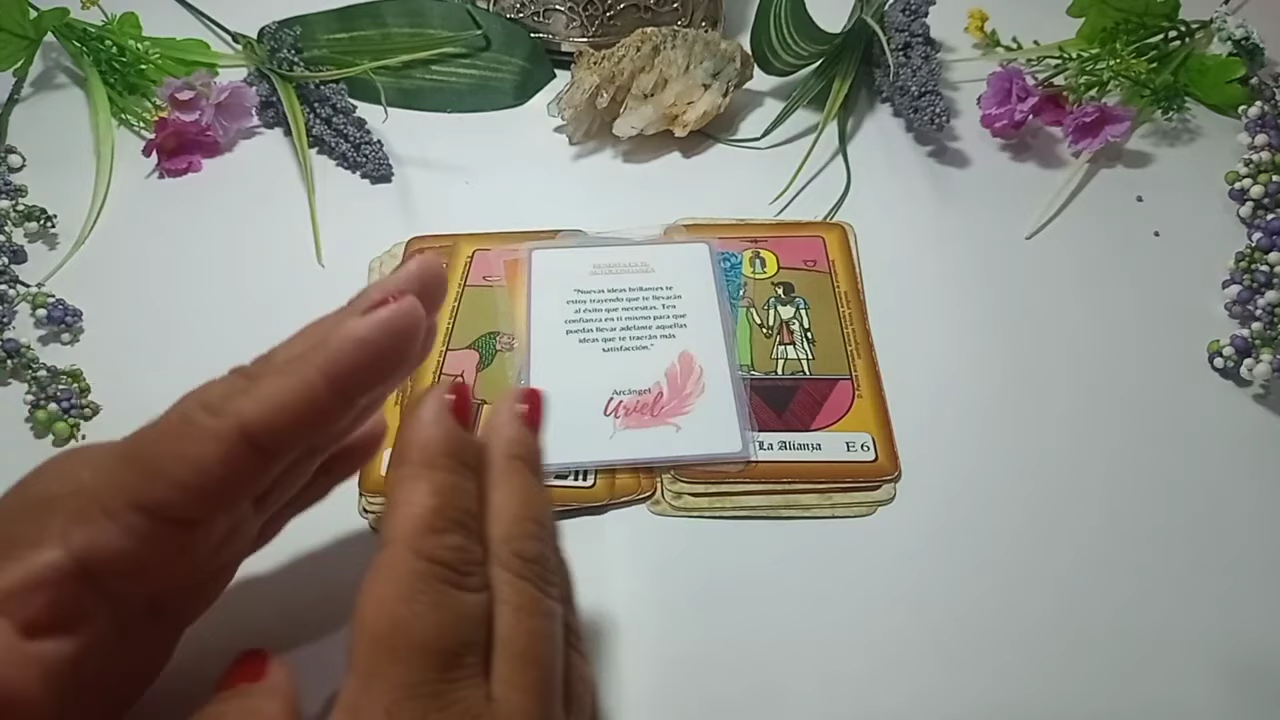 "Nuevas ideas brillantes te
estoy trayendo que te llevarán
al éxito que necesitas. Ten
confianza en ti mismo para que
puedas llevar adelante aquellas
ideas que te traerán más
satisfacción."
Arcángel
Uriel
La Alianza E 6